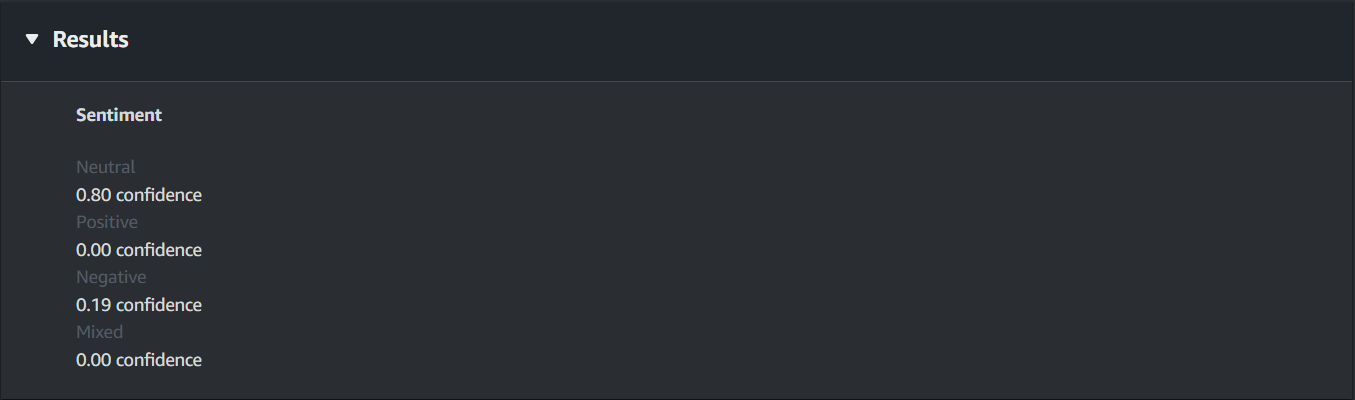 Results
Sentiment
Neutral
0.80 confidence
Positive
0.00 confidence
Negative
0.19 confidence
Mixed
0.00 confidence